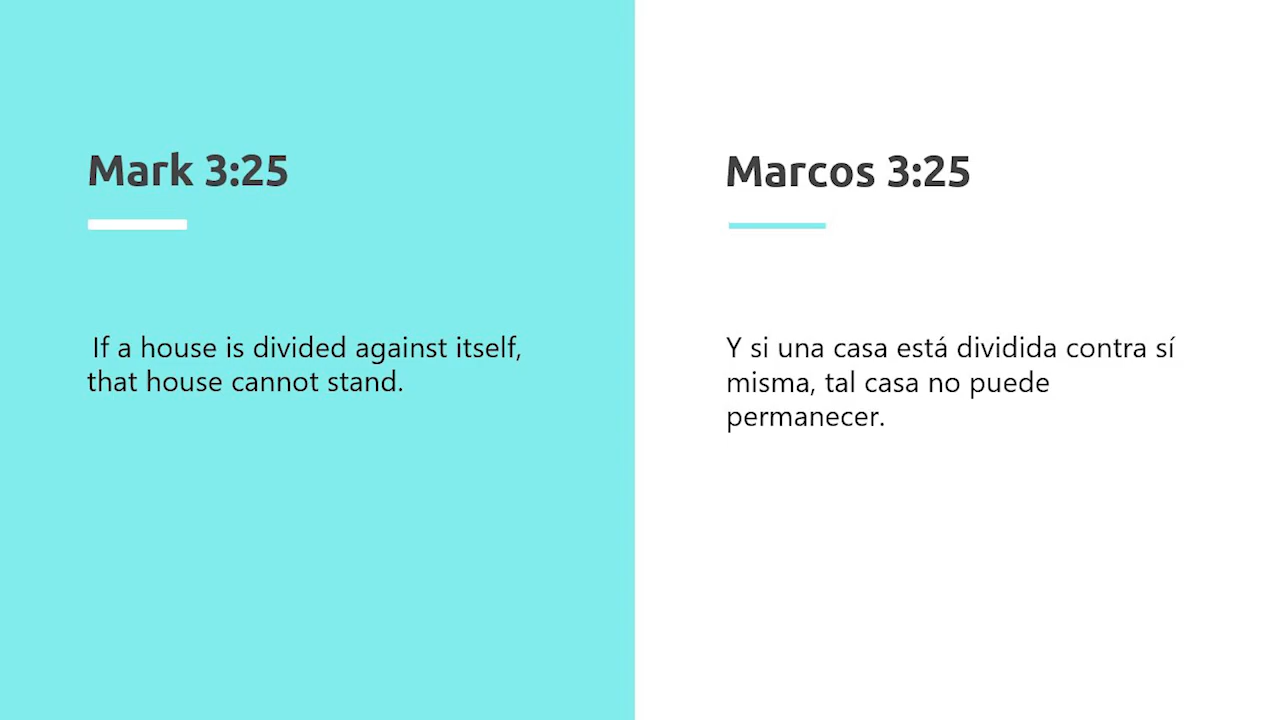 Mark 3:25
If a house is divided against itself,
that house cannot stand.
Marcos 3:25
Y si una casa está dividida contra sí
misma, tal casa no puede
permanecer.